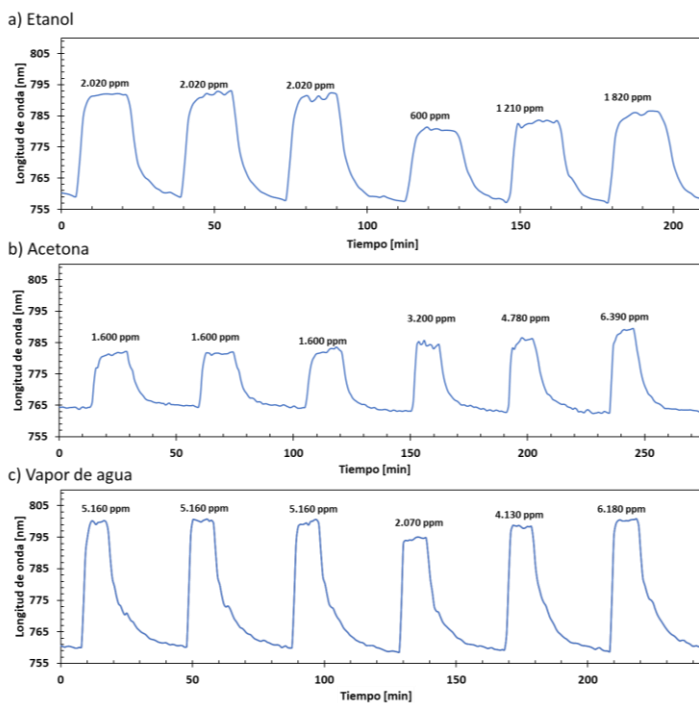 a) Etanol
805
795
785
775
765
755
Longitud de onda [nm]
2.020 ppm
2.020 ppm
2.020 ppm
600 ppm
1 210 ppm
1 820 ppm
0
50
100
150
200
Tiempo [min]
b) Acetona
805
795
785
775
765
755
Longitud de onda [nm]
1.600 ppm
1.600 ppm
1.600 ppm
3.200 ppm
4.780 ppm
6.390 ppm
0
50
100
150
200
250
Tiempo [min]
c) Vapor de agua
805
795
785
775
765
755
Longitud de onda [nm]
5.160 ppm
5.160 ppm
5.160 ppm
2.070 ppm
4.130 ppm
6.180 ppm
0
50
100
150
200
Tiempo [min]